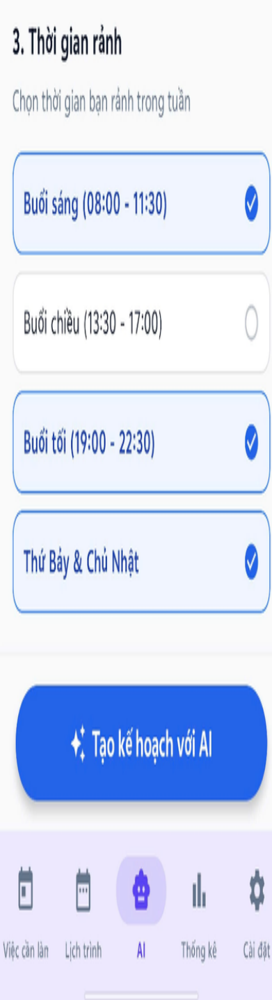 3. Thời gian rảnh
Chọn thời gian bạn rảnh trong tuần
Buổi sáng (08:00 - 11:30)
Buổi chiều (13:30 - 17:00)
Buổi tối (19:00 - 22:30)
Thứ Bảy & Chủ Nhật
Tạo kế hoạch với AI
Việc cần làn
Lịch trình
AI
Thống kê
Cài đặt